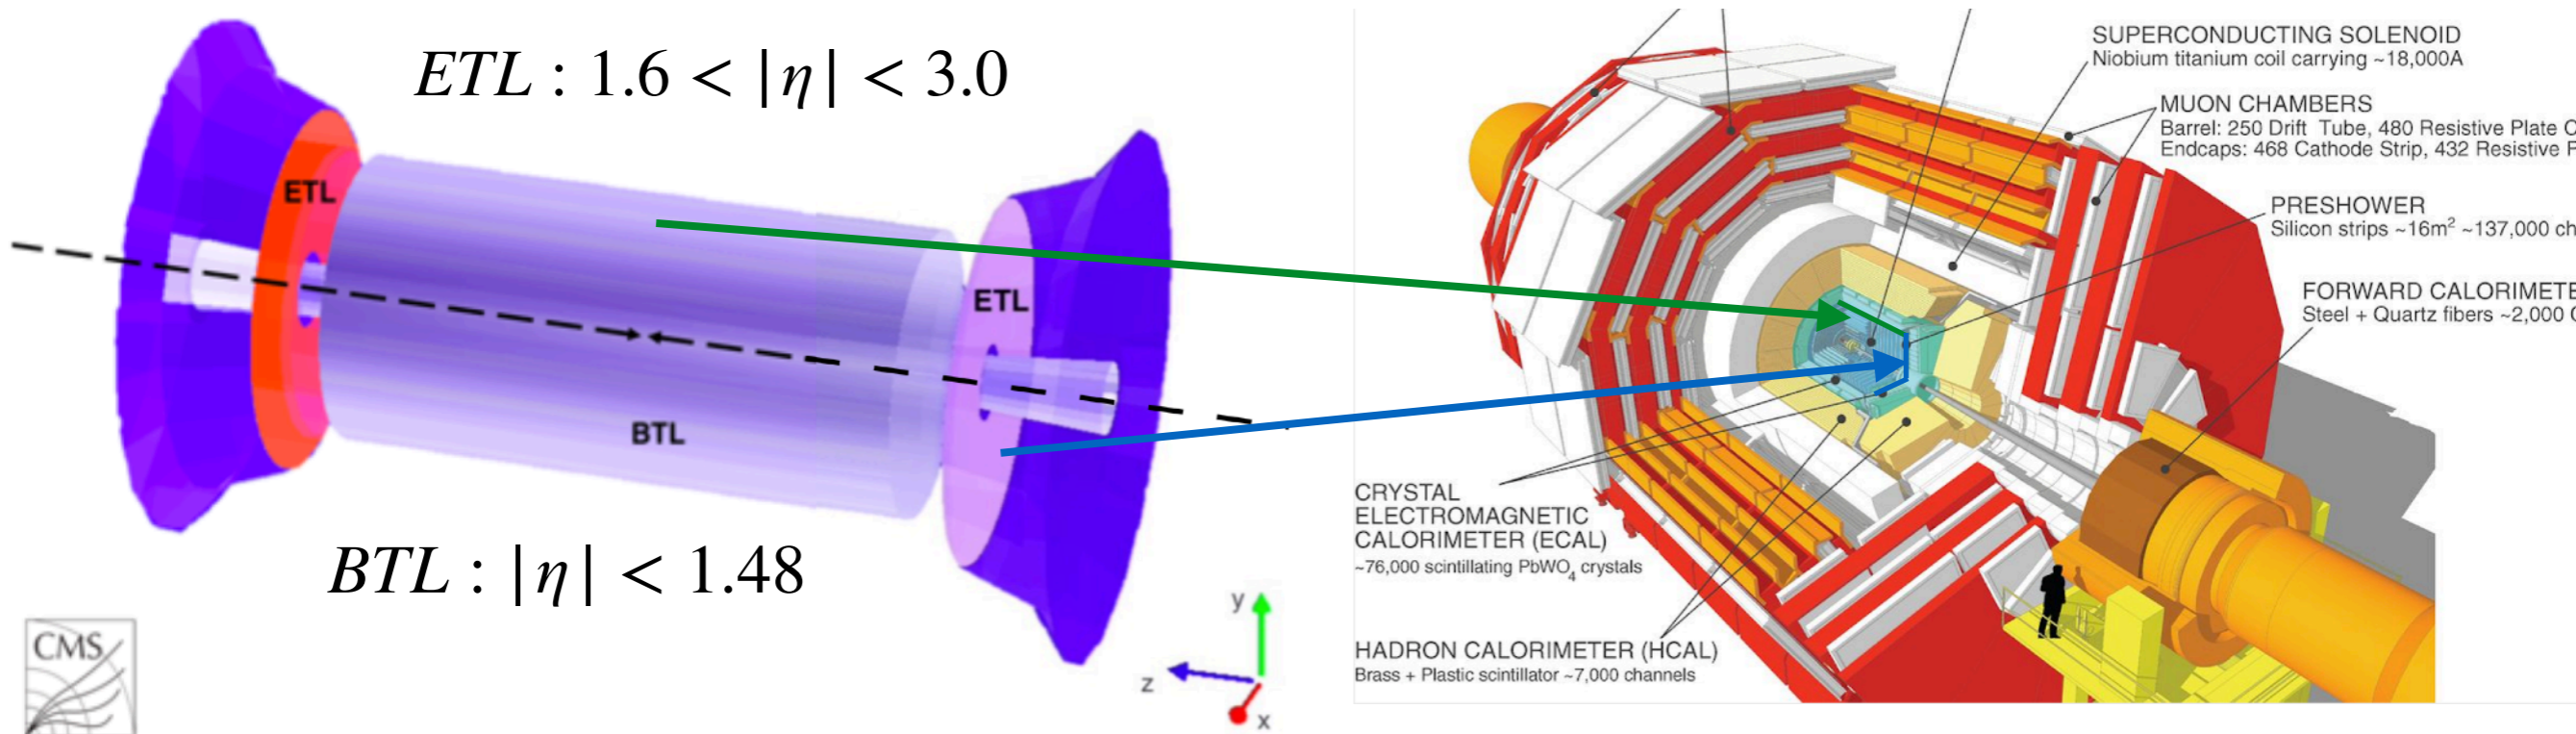 ETL : 1.6 < |η| < 3.0
ETL
ETL
BTL
BTL : |η| < 1.48
CMS
y
z
x
SUPERCONDUCTING SOLENOID
Niobium titanium coil carrying ~18,000A
MUON CHAMBERS
Barrel: 250 Drift Tube, 480 Resistive Plate
Endcaps: 468 Cathode Strip, 432 Resistive
PRESHOWER
Silicon strips ~16m² ~137,000 ch
FORWARD CALORIMETE
Steel + Quartz fibers ~2,000
CRYSTAL
ELECTROMAGNETIC
CALORIMETER (ECAL)
~76,000 scintillating PbWO₄ crystals
HADRON CALORIMETER (HCAL)
Brass + Plastic scintillator ~7,000 channels